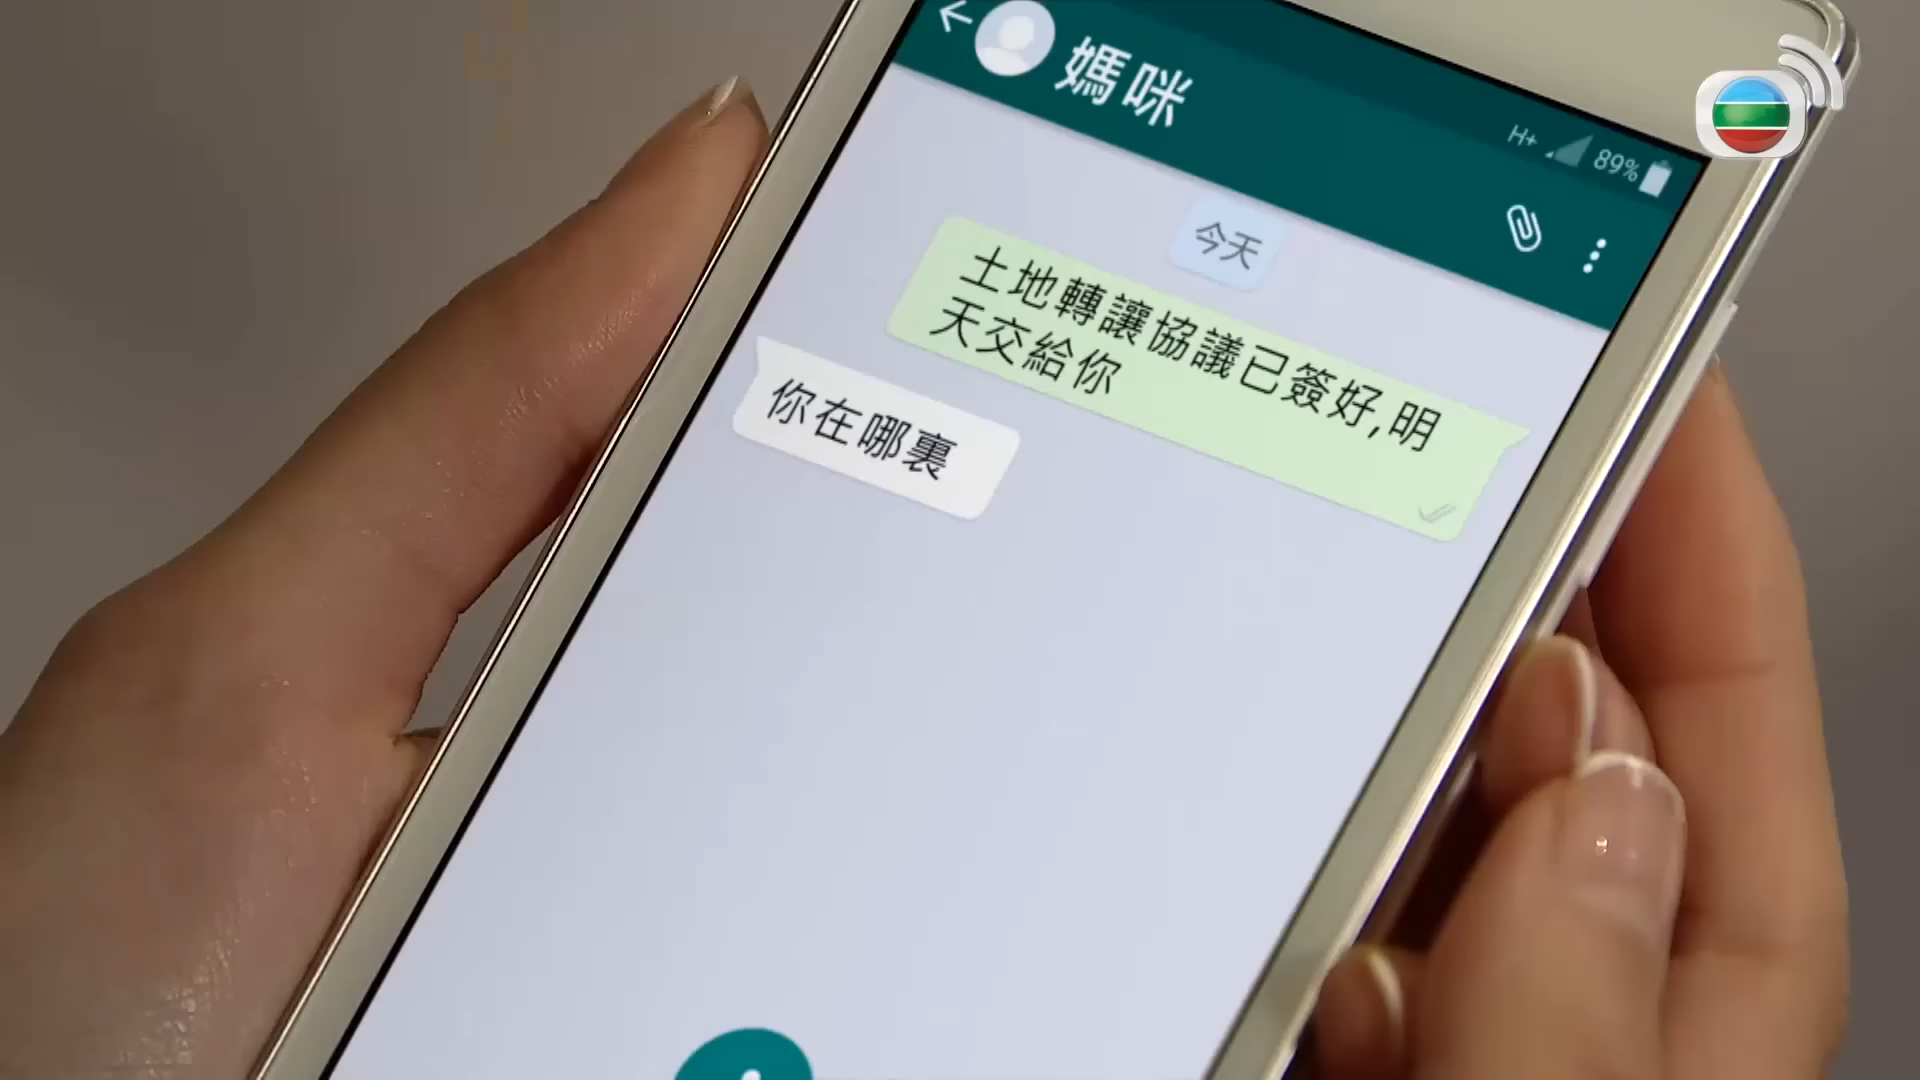 媽咪
H+ 89%
今天
土地轉讓協議已簽好,明
天交給你
你在哪裏